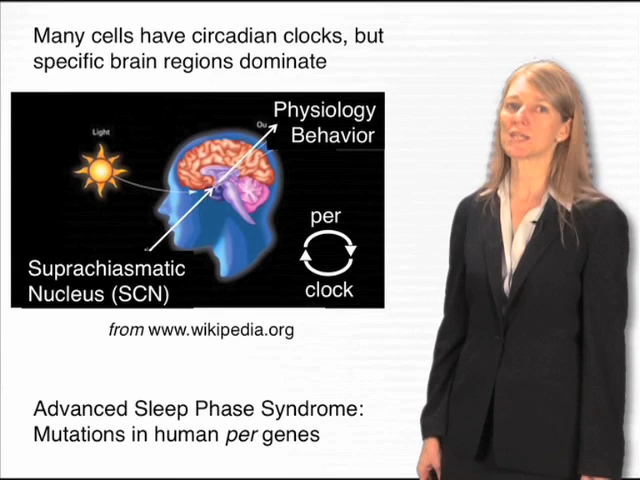 Many cells have circadian clocks, but
specific brain regions dominate
Physiology
Behavior
Light
Ou
per
clock
Suprachiasmatic
Nucleus (SCN)
from www.wikipedia.org
Advanced Sleep Phase Syndrome:
Mutations in human per genes